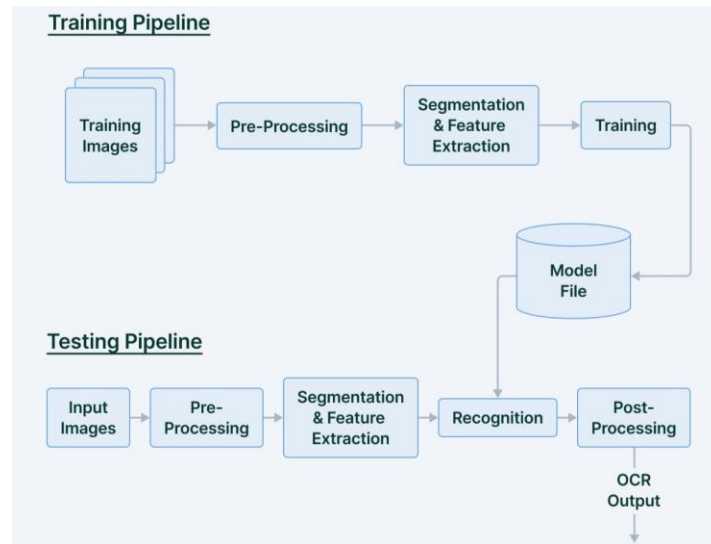 Training Pipeline
Training
Images
Pre-Processing
Segmentation
& Feature
Extraction
Training
Model
File
Testing Pipeline
Input
Images
Pre-
Processing
Segmentation
& Feature
Extraction
Recognition
Post-
Processing
OCR
Output